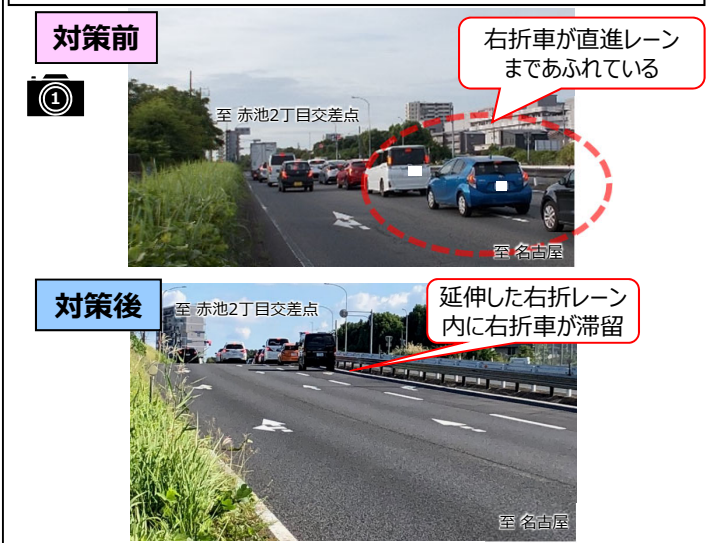 対策前
①
右折車が直進レーン
まであふれている
至 赤池2丁目交差点
至 名古屋
対策後
至 赤池2丁目交差点
延伸した右折レーン
内に右折車が滞留
至 名古屋